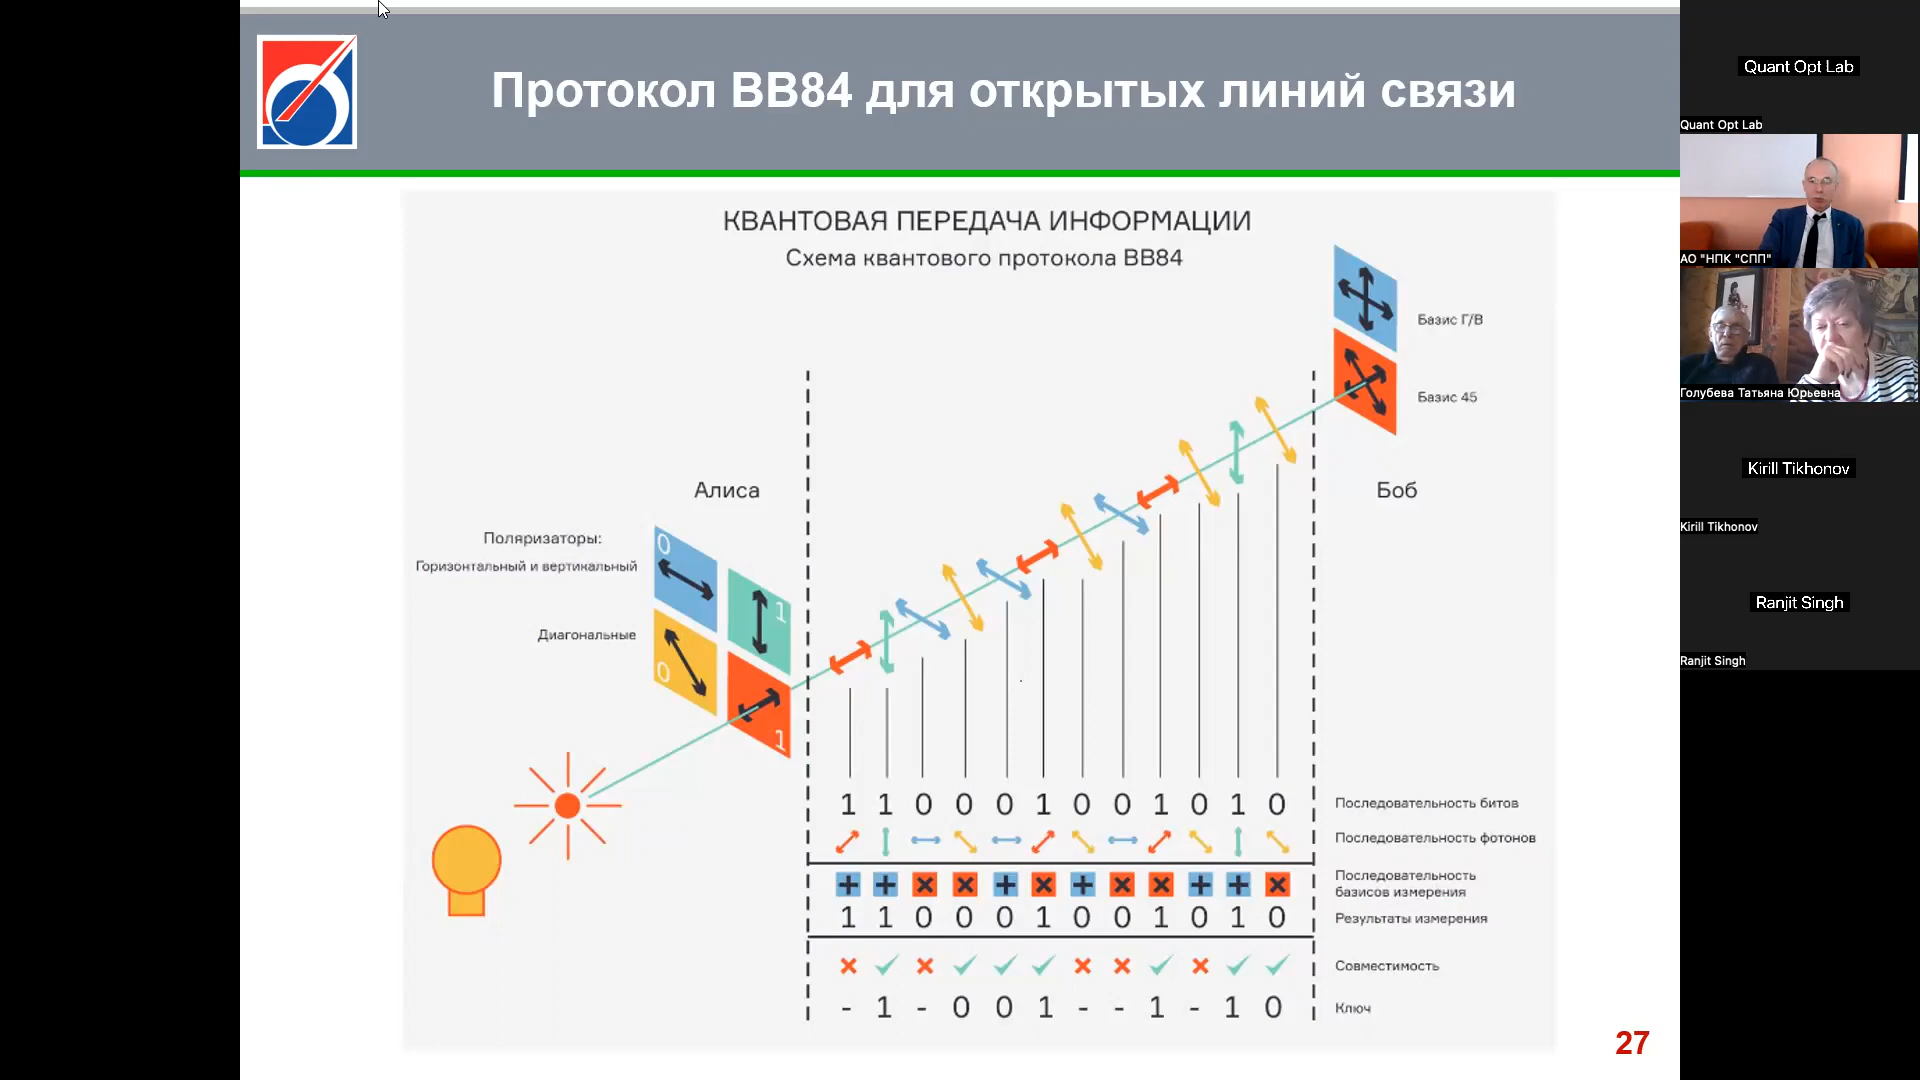 Протокол BB84 для открытых линий связи
КВАНТОВАЯ ПЕРЕДАЧА ИНФОРМАЦИИ
Схема квантового протокола BB84
Базис Г/В
Базис 45
Алиса
Боб
Поляризаторы:
Горизонтальный и вертикальный
Диагональные
0
1
0
1
1 1 0 0 0 1 0 0 1 0 1 0
Последовательность битов
Последовательность фотонов
Последовательность
базисов измерения
1 1 0 0 0 1 0 0 1 0 1 0
Результаты измерения
Совместимость
- 1 - 0 0 1 - - 1 - 1 0
Ключ
27
Quant Opt Lab
Quant Opt Lab
АО "НПК "СПП"
Голубева Татьяна Юрьевна
Kirill Tikhonov
Kirill Tikhonov
Ranjit Singh
Ranjit Singh